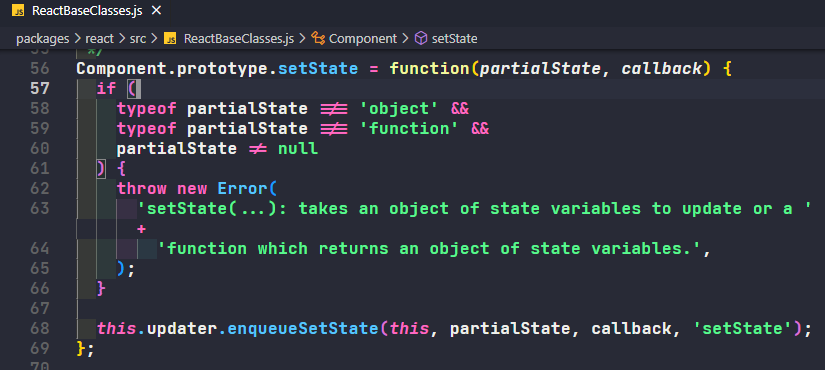 JS ReactBaseClasses.js ×
packages > react > src > JS ReactBaseClasses.js > Component > setState
55 */
56 Component.prototype.setState = function(partialState, callback) {
57 if (
58 typeof partialState !== 'object' &&
59 typeof partialState !== 'function' &&
60 partialState != null
61 ) {
62 throw new Error(
63 'setState(...): takes an object of state variables to update or a '
+
64 'function which returns an object of state variables.',
65 );
66 }
67
68 this.updater.enqueueSetState(this, partialState, callback, 'setState');
69 };
70